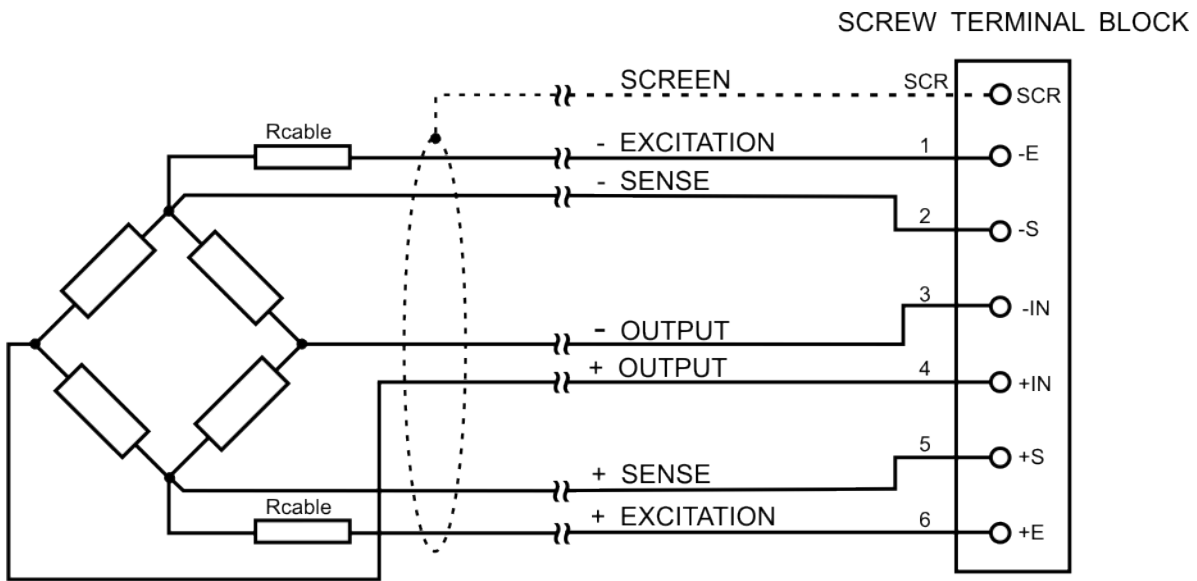 SCREW TERMINAL BLOCK
SCREEN SCR SCR
Rcable
- EXCITATION 1 -E
- SENSE
2 -S
3 -IN
- OUTPUT
+ OUTPUT 4 +IN
5 +S
+ SENSE
Rcable
+ EXCITATION 6 +E